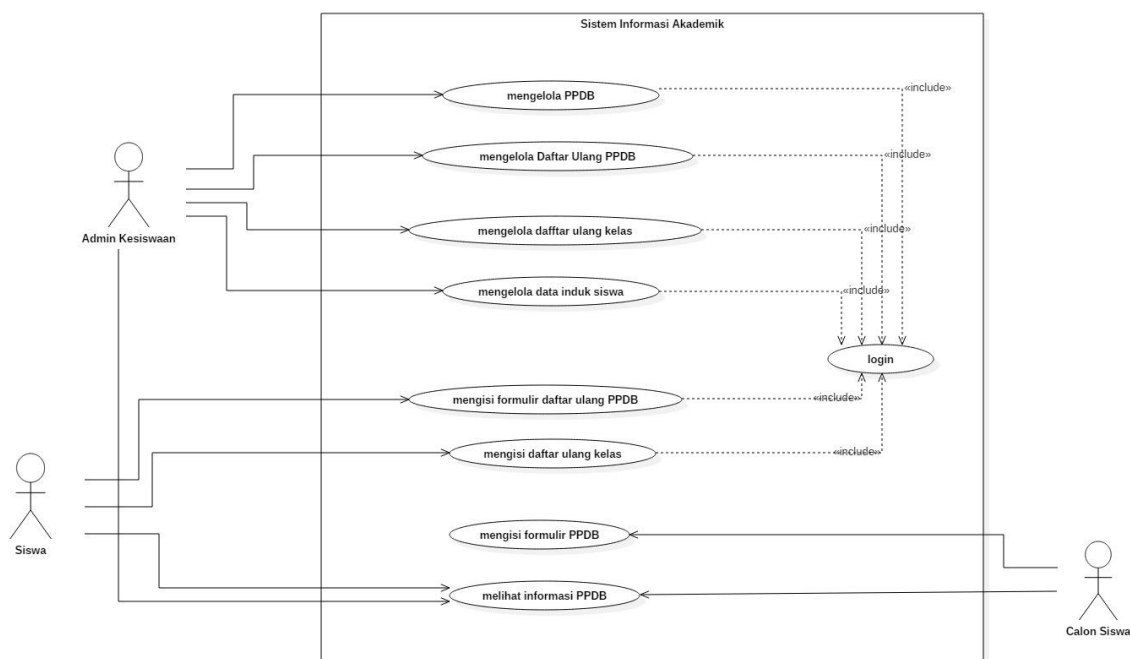 Sistem Informasi Akademik
mengelola PPDB
«include»
mengelola Daftar Ulang PPDB
«include»
Admin Kesiswaan
mengelola dafftar ulang kelas
«include»
mengelola data induk siswa
«include»
login
mengisi formulir daftar ulang PPDB
«include»
mengisi daftar ulang kelas
«include»
Siswa
mengisi formulir PPDB
melihat informasi PPDB
Calon Siswa